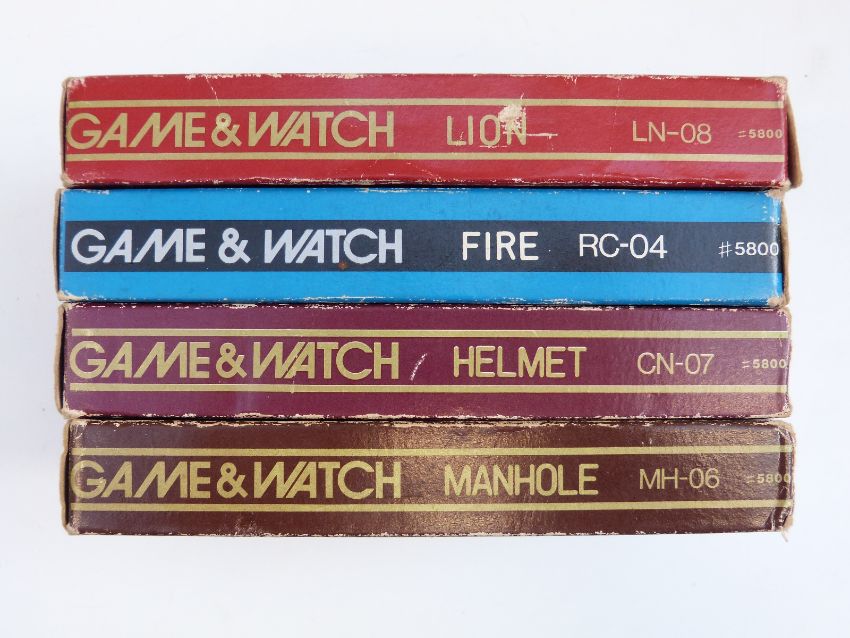 GAME & WATCH LION LN-08 =5800
GAME & WATCH FIRE RC-04 #5800
GAME & WATCH HELMET CN-07 =5800
GAME & WATCH MANHOLE MH-06 =5800